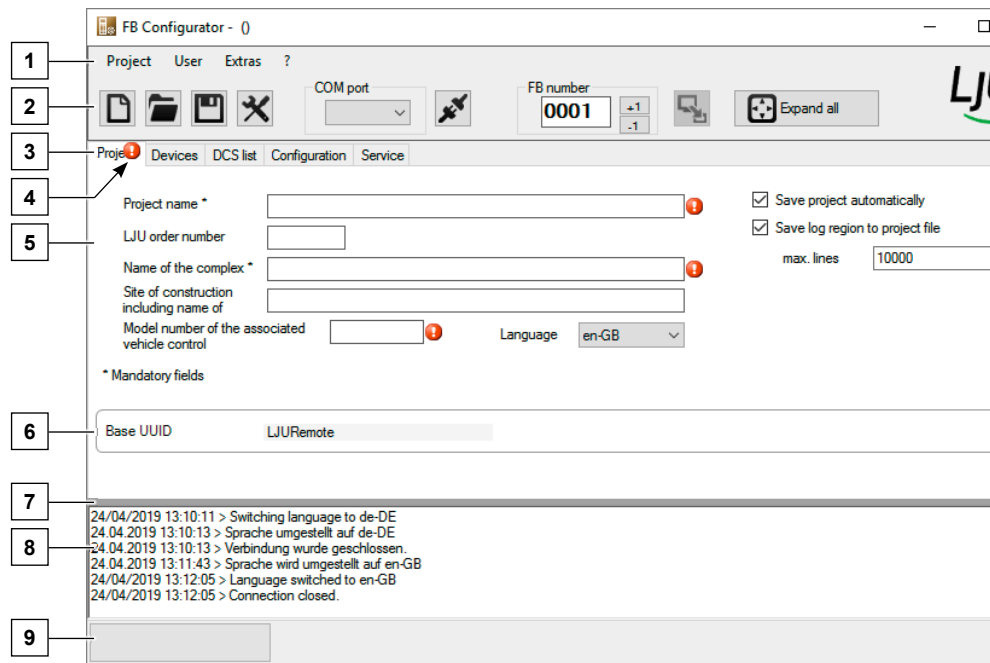 FB Configurator - ()
1
Project User Extras ?
2
COM port
FB number
0001
+1
-1
Expand all
LJU
3
Devices DCS list Configuration Service
4
Project name *
Save project automatically
5
LJU order number
Save log region to project file
Name of the complex *
max. lines 10000
Site of construction
including name of
Model number of the associated
vehicle control
Language en-GB
* Mandatory fields
6
Base UUID LJURemote
7
24/04/2019 13:10:11 > Switching language to de-DE
24.04.2019 13:10:13 > Sprache umgestellt auf de-DE
8
24.04.2019 13:10:13 > Verbindung wurde geschlossen.
24.04.2019 13:11:43 > Sprache wird umgestellt auf en-GB
24/04/2019 13:12:05 > Language switched to en-GB
24/04/2019 13:12:05 > Connection closed.
9